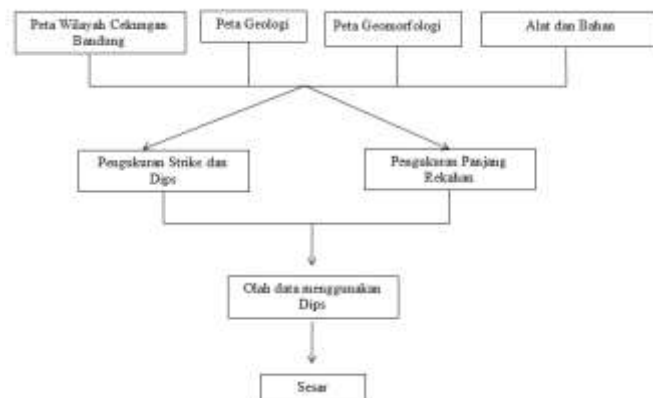 Peta Wilayah Cekungan
Bandung
Peta Geologi
Peta Geomorfologi
Alat dan Bahan
Pengukuran Strike dan
Dips
Pengukuran Panjang
Rekahan
Olah data menggunakan
Dips
Sesar